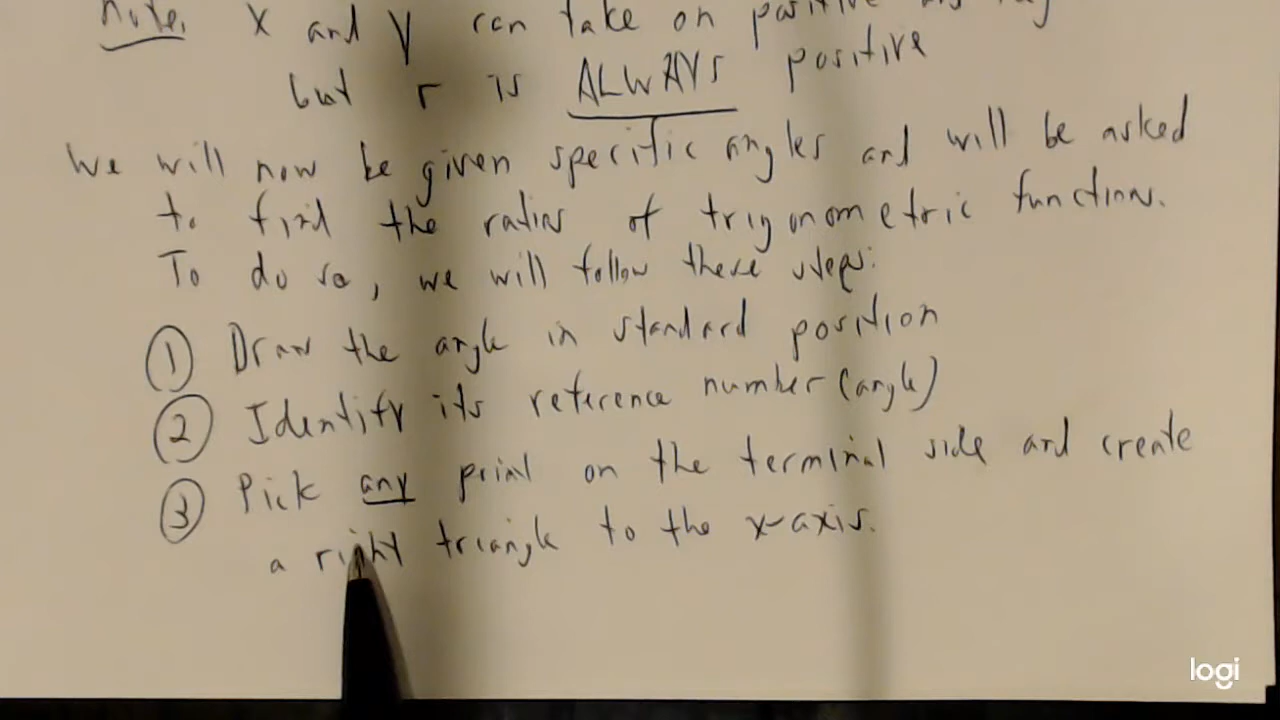 Note: x and y can take on positive
but r is ALWAYS positive
We will now be given specific angles and will be asked
to find the ratios of trigonometric functions.
To do so, we will follow these steps:
① Draw the angle in standard position
② Identify its reference number (angle)
③ Pick any point on the terminal side and create
a right triangle to the x-axis.
logi